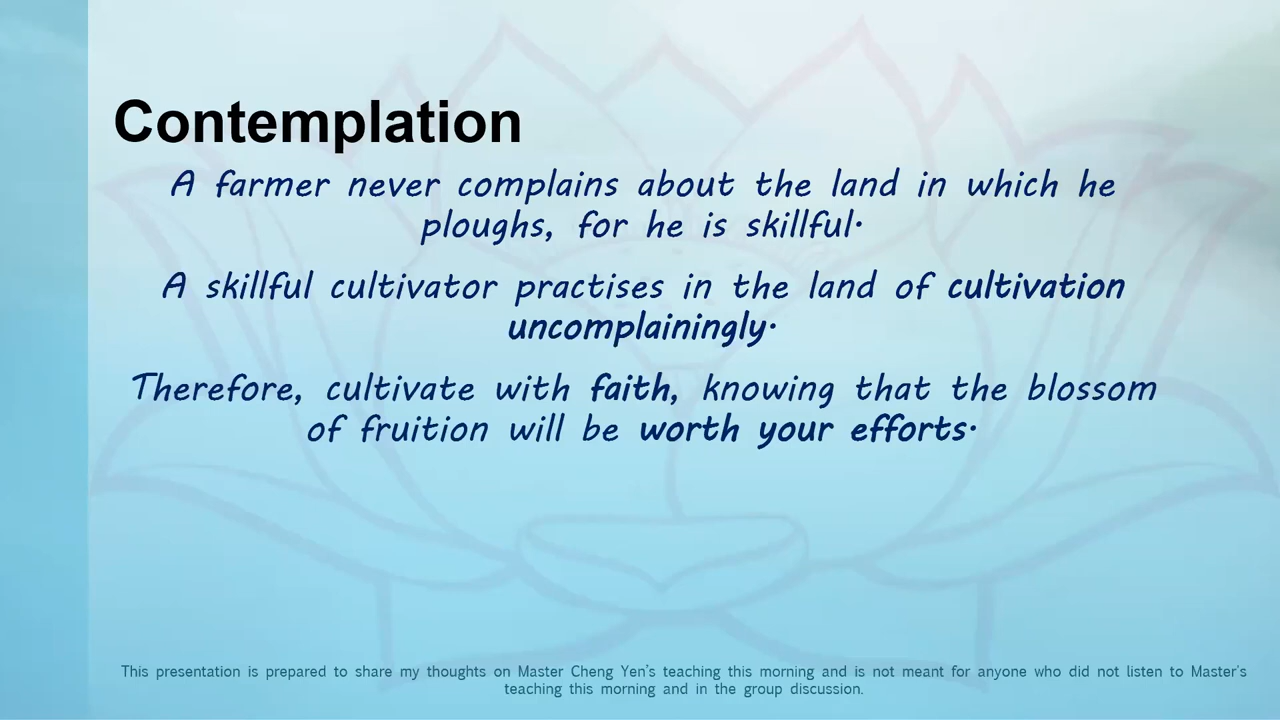 Contemplation
A farmer never complains about the land in which he
ploughs, for he is skillful.
A skillful cultivator practises in the land of cultivation
uncomplainingly.
Therefore, cultivate with faith, knowing that the blossom
of fruition will be worth your efforts.
This presentation is prepared to share my thoughts on Master Cheng Yen's teaching this morning and is not meant for anyone who did not listen to Master's
teaching this morning and in the group discussion.